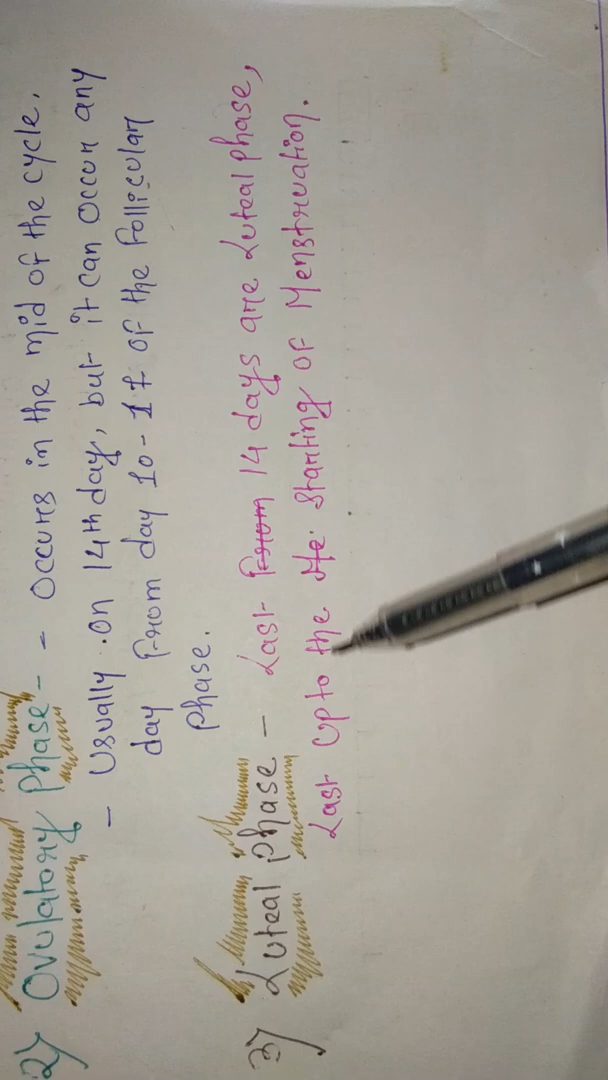 2) Ovulatory Phase - - Occurs in the mid of the cycle.
- Usually on 14th day, but it can occur any
day from day 10-17 of the Follicular
Phase.
3) Luteal Phase - Last From 14 days are Luteal phase,
Last upto the Me. Starting of Menstruation.